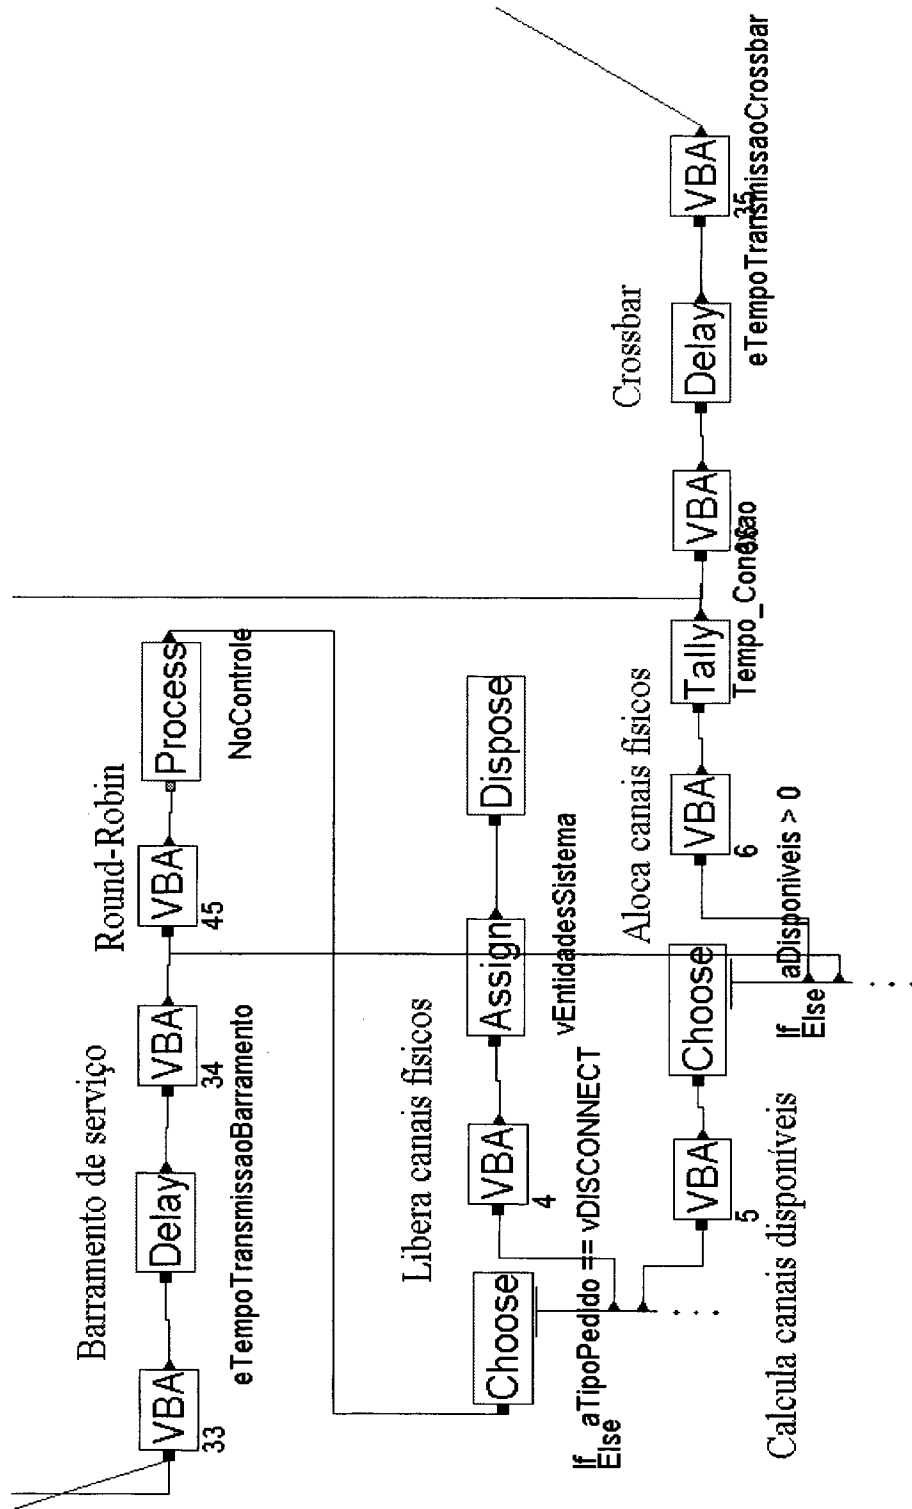 Barramento de serviço
Round-Robin
VBA
33
Delay
eTempoTransmissaoBarramento
VBA
34
VBA
45
Process
NoControle
Libera canais físicos
Choose
If aTipoPedido == vDISCONNECT
Else
VBA
4
Assign
vEntidadesSistema
Dispose
Calcula canais disponíveis
VBA
5
Choose
If aDisponiveis > 0
Else
Aloca canais físicos
VBA
6
Tally
Tempo_Conexao
VBA
Crossbar
Delay
eTempoTransmissaoCrossbar
VBA
35